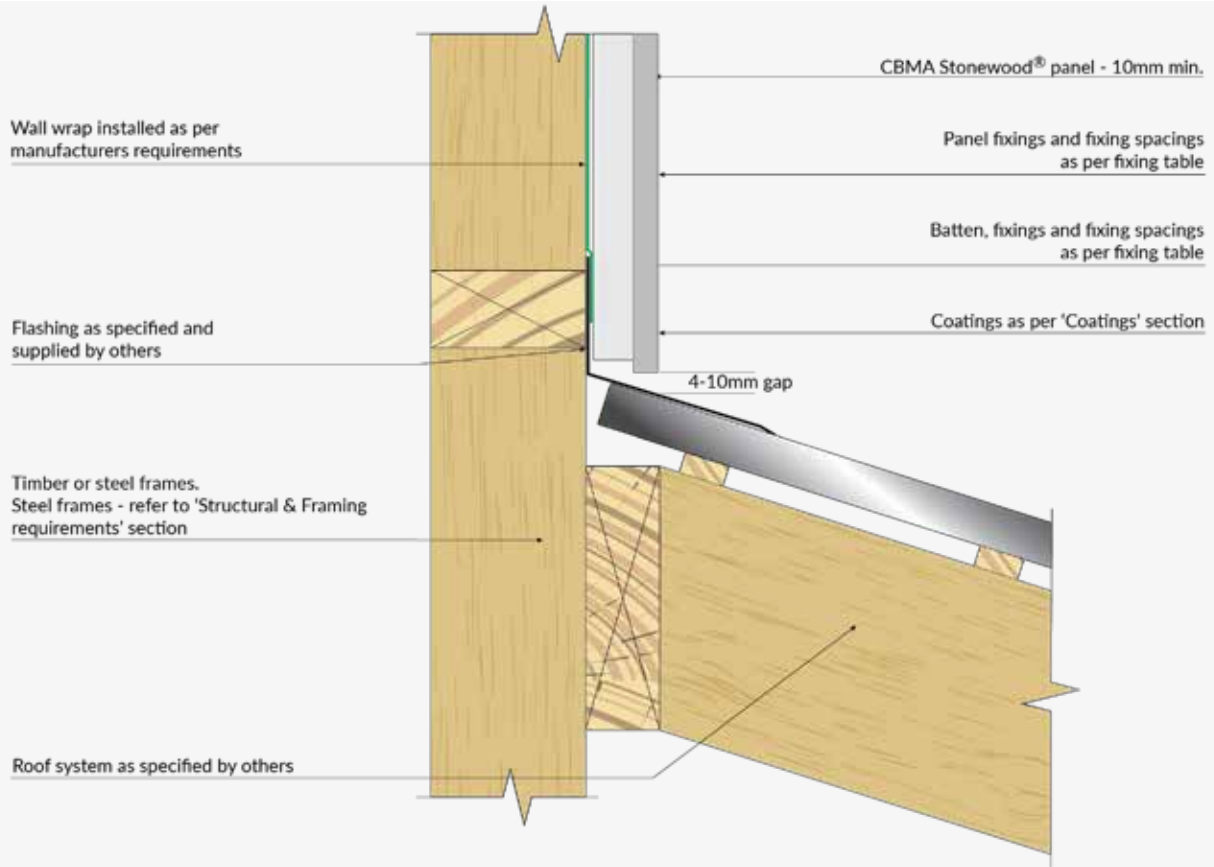 CBMA Stonewood® panel - 10mm min.
Wall wrap installed as per
manufacturers requirements
Panel fixings and fixing spacings
as per fixing table
Batten, fixings and fixing spacings
as per fixing table
Flashing as specified and
supplied by others
Coatings as per ‘Coatings’ section
4-10mm gap
Timber or steel frames.
Steel frames - refer to ‘Structural & Framing
requirements’ section
Roof system as specified by others